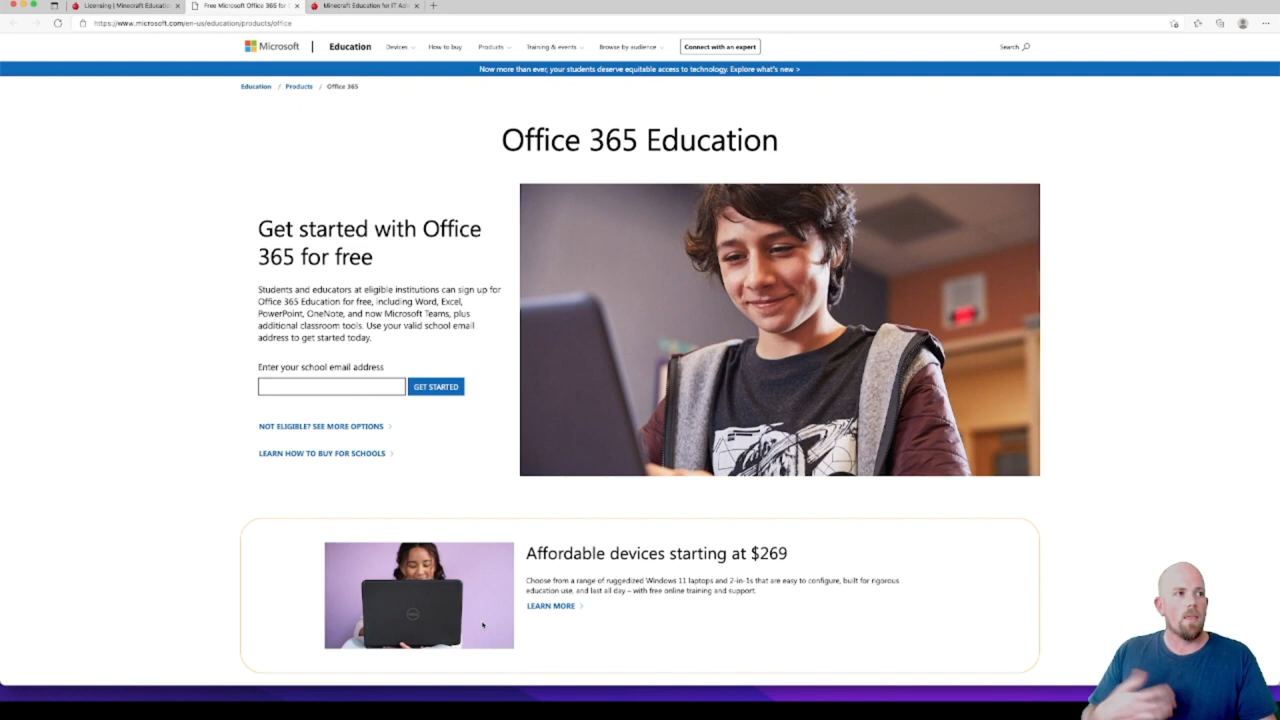 Licensing | Minecraft Educatio
Free Microsoft Office 365 for
Minecraft Education for IT Ad
https://www.microsoft.com/en-us/education/products/office
Microsoft | Education Devices How to buy Products Training & events Browse by audience Connect with an expert Search
Now more than ever, your students deserve equitable access to technology. Explore what's new >
Education / Products / Office 365
Office 365 Education
Get started with Office
365 for free
Students and educators at eligible institutions can sign up for
Office 365 Education for free, including Word, Excel,
PowerPoint, OneNote, and now Microsoft Teams, plus
additional classroom tools. Use your valid school email
address to get started today.
Enter your school email address
GET STARTED
NOT ELIGIBLE? SEE MORE OPTIONS >
LEARN HOW TO BUY FOR SCHOOLS >
Affordable devices starting at $269
Choose from a range of ruggedized Windows 11 laptops and 2-in-1s that are easy to configure, built for rigorous
education use, and last all day – with free online training and support.
LEARN MORE >
DELL